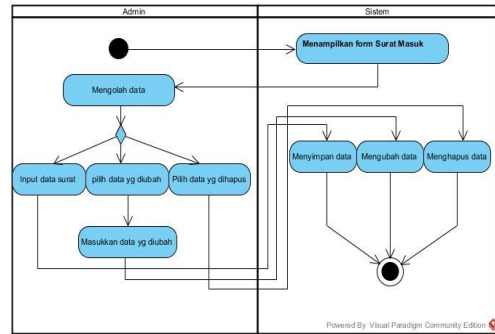 Admin
Sistem
Menampilkan form Surat Masuk
Mengolah data
Input data surat
pilih data yg diubah
Pilih data yg dihapus
Menyimpan data
Mengubah data
Menghapus data
Masukkan data yg diubah
Powered By Visual Paradigm Community Edition